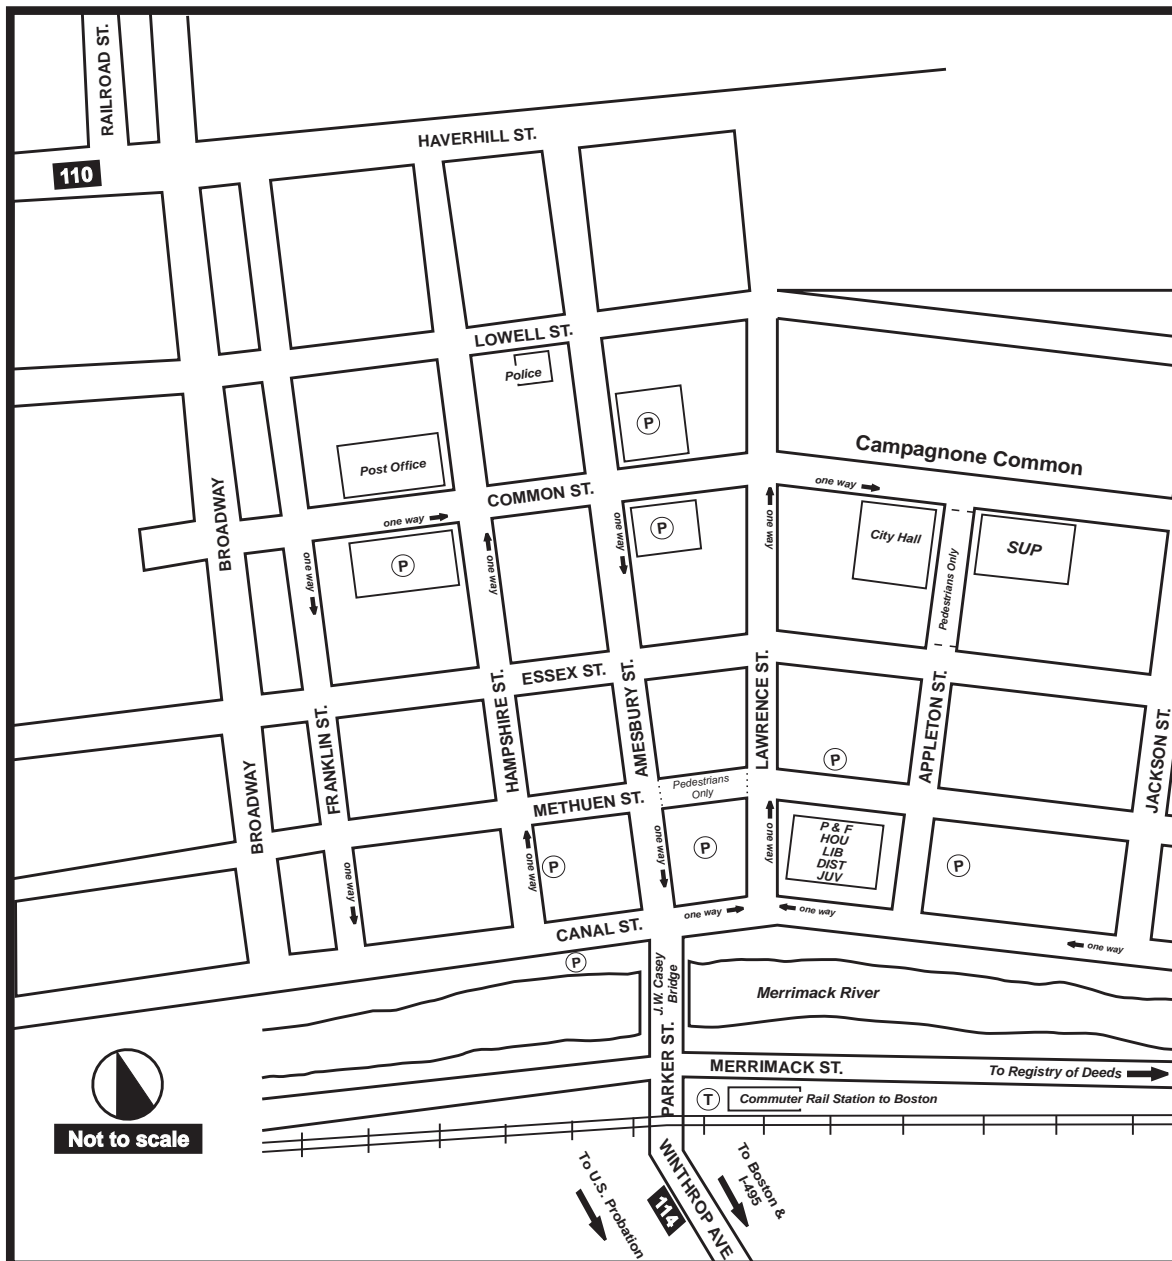 RAILROAD ST.
HAVERHILL ST.
110
LOWELL ST.
Police
P
Campagnone Common
Post Office
BROADWAY
COMMON ST.
one way
one way
one way
P
one way
one way
P
one way
one way
City Hall
Pedestrians Only
SUP
ESSEX ST.
HAMPSHIRE ST.
AMESBURY ST.
LAWRENCE ST.
APPLETON ST.
JACKSON ST.
FRANKLIN ST.
BROADWAY
P
Pedestrians
Only
METHUEN ST.
one way
one way
P
one way
P
one way
P & F
HOU
LIB
DIST
JUV
P
CANAL ST.
one way
one way
one way
P
J.W. Casey
Bridge
Merrimack River
PARKER ST.
MERRIMACK ST.
To Registry of Deeds
T
Commuter Rail Station to Boston
Not to scale
To U.S. Probation
114
WINTHROP AVE
To Boston &
I-495